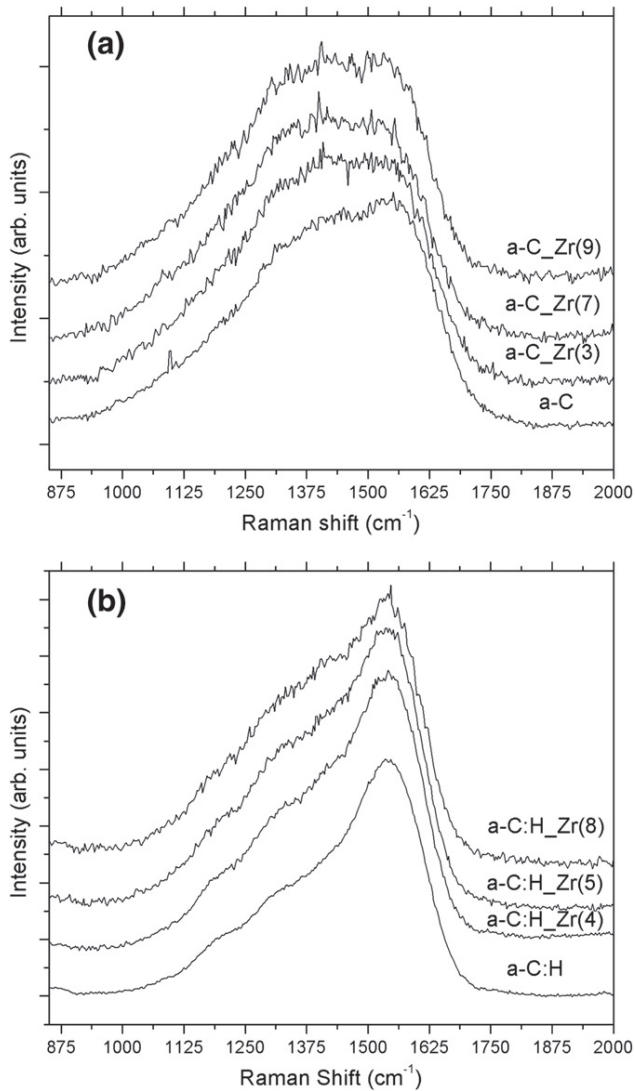 (a)
Intensity (arb. units)
a-C_Zr(9)
a-C_Zr(7)
a-C_Zr(3)
a-C
875 1000 1125 1250 1375 1500 1625 1750 1875 2000
Raman shift (cm⁻¹)
(b)
Intensity (arb. units)
a-C:H_Zr(8)
a-C:H_Zr(5)
a-C:H_Zr(4)
a-C:H
875 1000 1125 1250 1375 1500 1625 1750 1875 2000
Raman Shift (cm⁻¹)